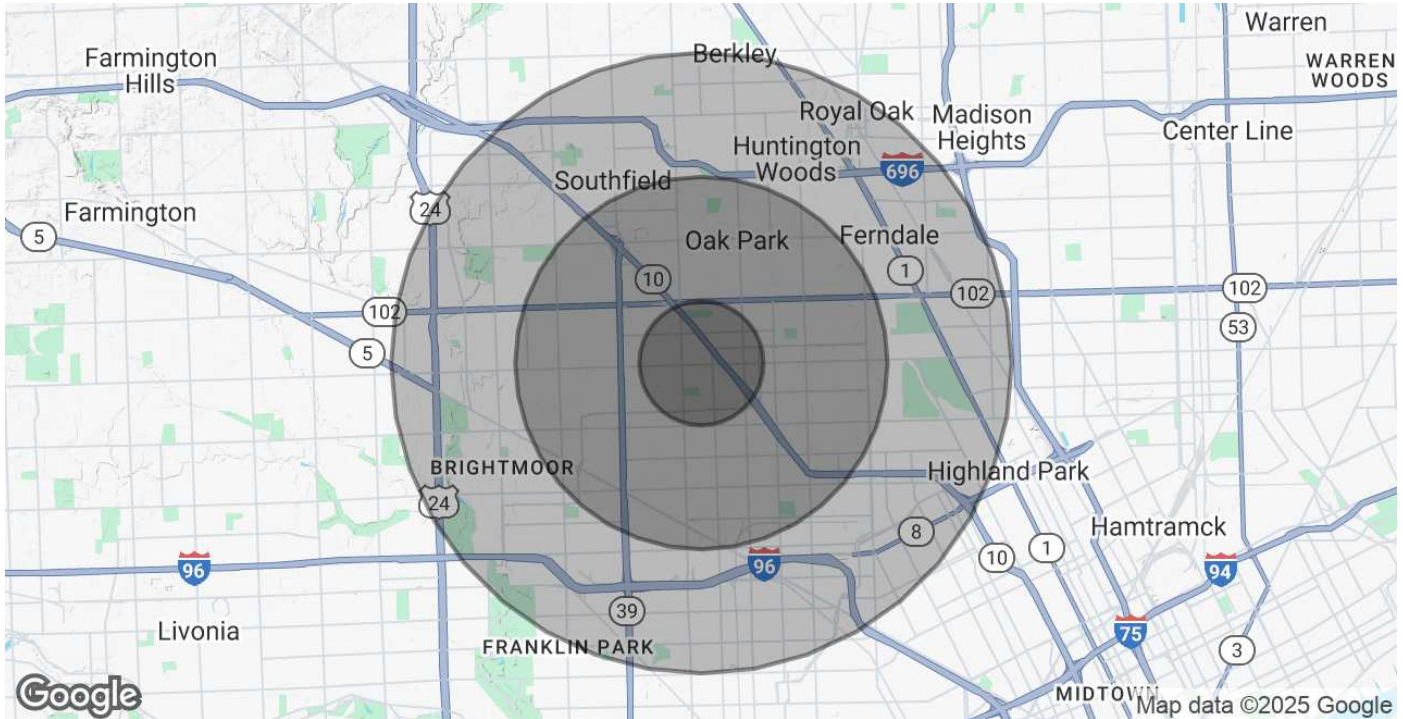 Farmington
Hills
Berkley
Warren
WARREN
WOODS
Royal Oak
Madison
Heights
Center Line
Huntington
Woods
696
Southfield
24
Farmington
5
Oak Park
Ferndale
10
1
102
102
102
53
5
BRIGHTMOOR
24
Highland Park
Hamtramck
8
10
1
94
96
96
39
Livonia
FRANKLIN PARK
75
3
MIDTOWN
Google
Map data ©2025 Google